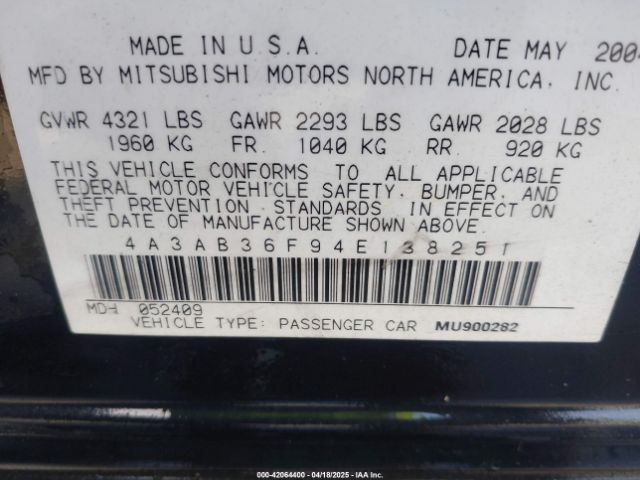 MADE IN U.S.A. DATE MAY 2004
MFD BY MITSUBISHI MOTORS NORTH AMERICA, INC.
GVWR 4321 LBS GAWR 2293 LBS GAWR 2028 LBS
1960 KG FR. 1040 KG RR. 920 KG
THIS VEHICLE CONFORMS TO ALL APPLICABLE
FEDERAL MOTOR VEHICLE SAFETY, BUMPER, AND
THEFT PREVENTION STANDARDS IN EFFECT ON
THE DATE OF MANUFACTURE SHOWN ABOVE.
4A3AB36F94E138251
MDH 052409
VEHICLE TYPE: PASSENGER CAR MU900282
000-42064400 - 04/18/2025 - IAA Inc.